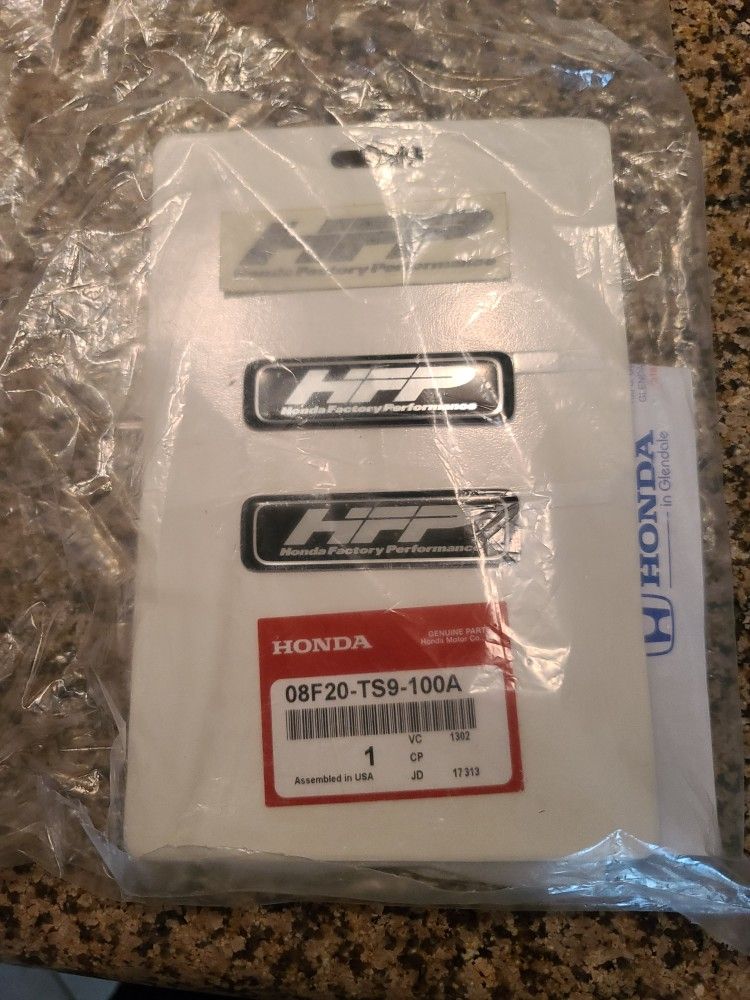 HFP
Honda Factory Performance
HFP
Honda Factory Performance
HFP
Honda Factory Performance
HONDA
GENUINE PARTS
Honda Motor Co.
08F20-TS9-100A
VC 1302
1 CP
Assembled in USA JD 17313
HONDA
in Glendale